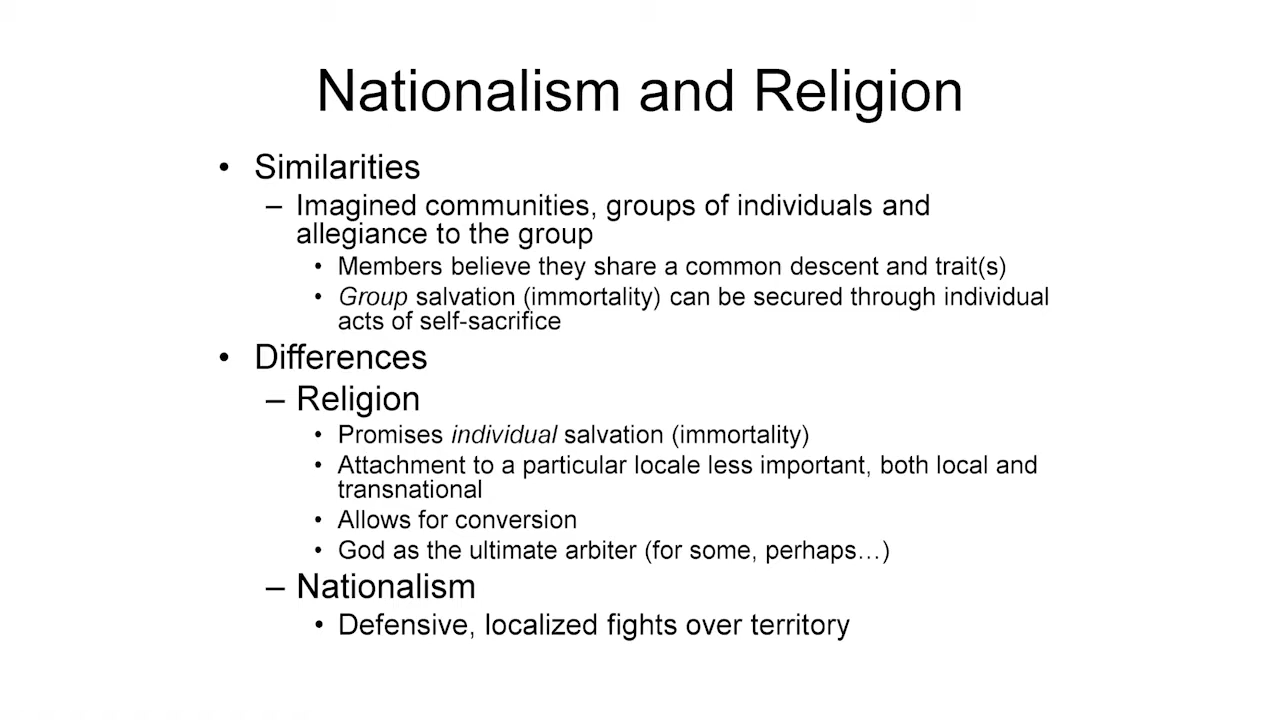 Nationalism and Religion
• Similarities
– Imagined communities, groups of individuals and
allegiance to the group
• Members believe they share a common descent and trait(s)
• Group salvation (immortality) can be secured through individual
acts of self-sacrifice
• Differences
– Religion
• Promises individual salvation (immortality)
• Attachment to a particular locale less important, both local and
transnational
• Allows for conversion
• God as the ultimate arbiter (for some, perhaps…)
– Nationalism
• Defensive, localized fights over territory